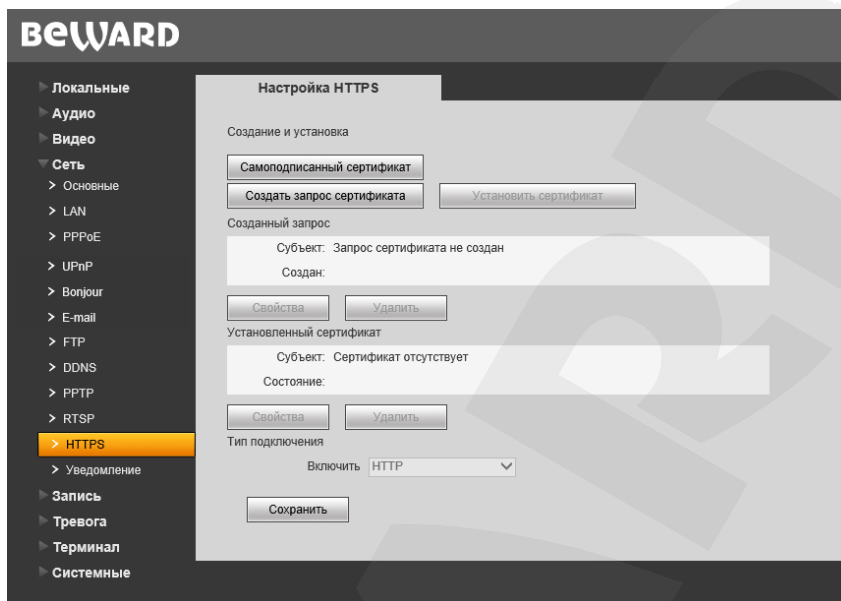 BEWARD
Локальные
Аудио
Видео
Сеть
Основные
LAN
PPPoE
UPnP
Bonjour
E-mail
FTP
DDNS
PPTP
RTSP
HTTPS
Уведомление
Запись
Тревога
Терминал
Системные
Настройка HTTPS
Создание и установка
Самоподписанный сертификат
Создать запрос сертификата Установить сертификат
Созданный запрос
Субъект: Запрос сертификата не создан
Создан:
Свойства Удалить
Установленный сертификат
Субъект: Сертификат отсутствует
Состояние:
Свойства Удалить
Тип подключения
Включить HTTP
Сохранить